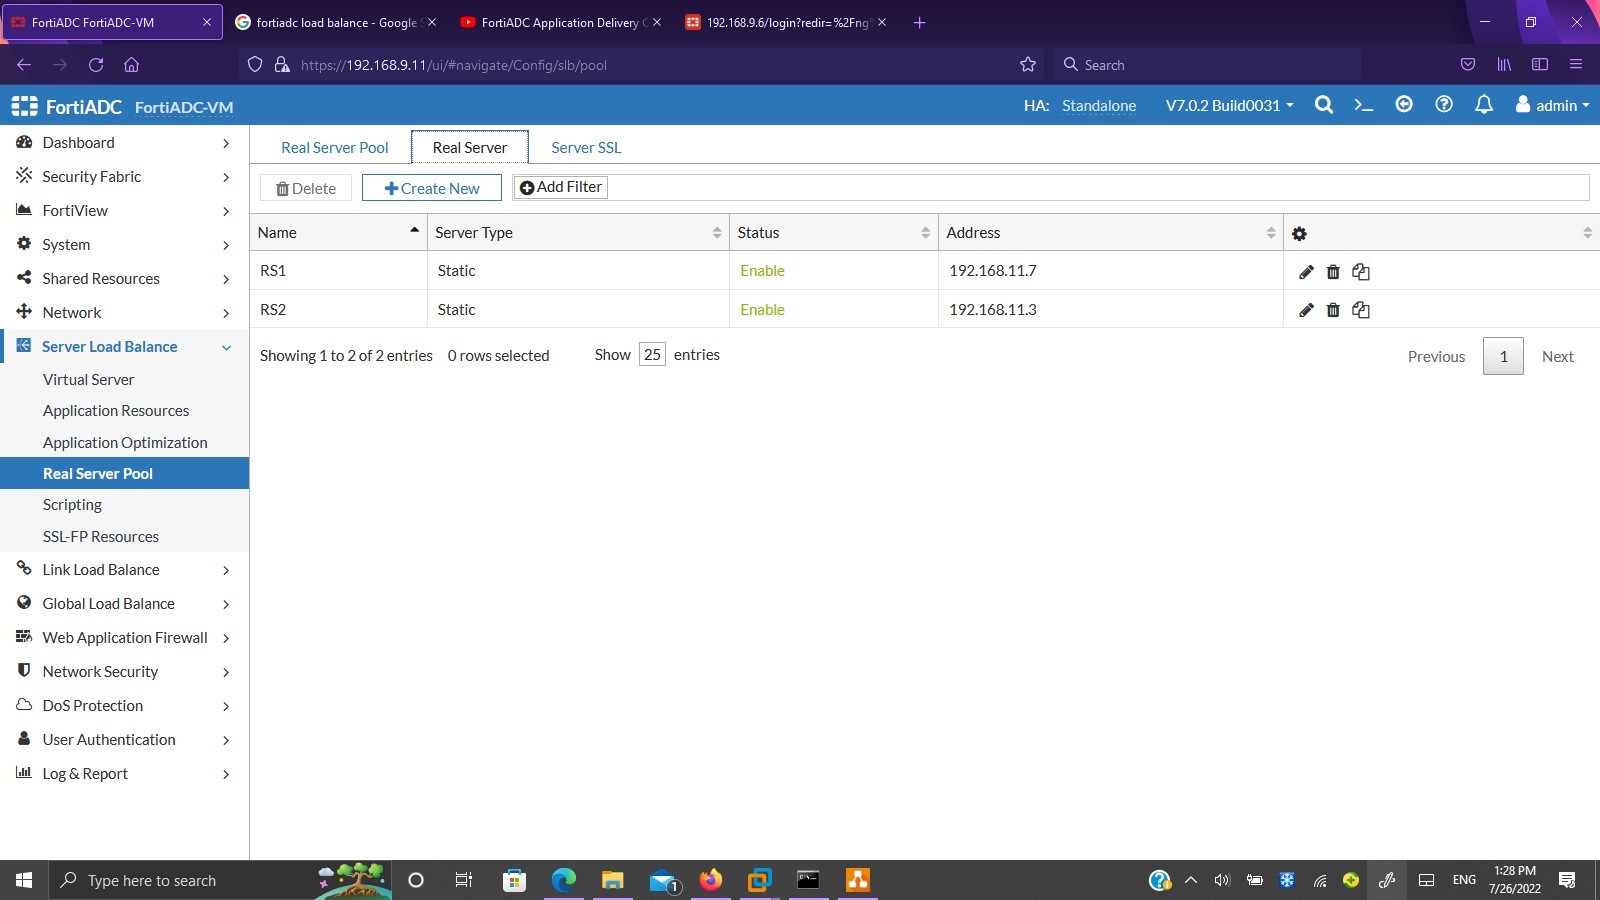 FortiADC FortiADC-VM
fortiadc load balance - Google S
FortiADC Application Delivery C
192.168.9.6/login?redir=%2Fng%
https://192.168.9.11/ui/#navigate/Config/slb/pool
Search
FortiADC FortiADC-VM
HA: Standalone V7.0.2 Build0031 admin
Dashboard
Security Fabric
FortiView
System
Shared Resources
Network
Server Load Balance
Virtual Server
Application Resources
Application Optimization
Real Server Pool
Scripting
SSL-FP Resources
Link Load Balance
Global Load Balance
Web Application Firewall
Network Security
DoS Protection
User Authentication
Log & Report
Real Server Pool Real Server Server SSL
Delete Create New Add Filter
Name Server Type Status Address
RS1 Static Enable 192.168.11.7
RS2 Static Enable 192.168.11.3
Showing 1 to 2 of 2 entries 0 rows selected Show 25 entries Previous 1 Next
Type here to search
1
ENG
1:28 PM
7/26/2022